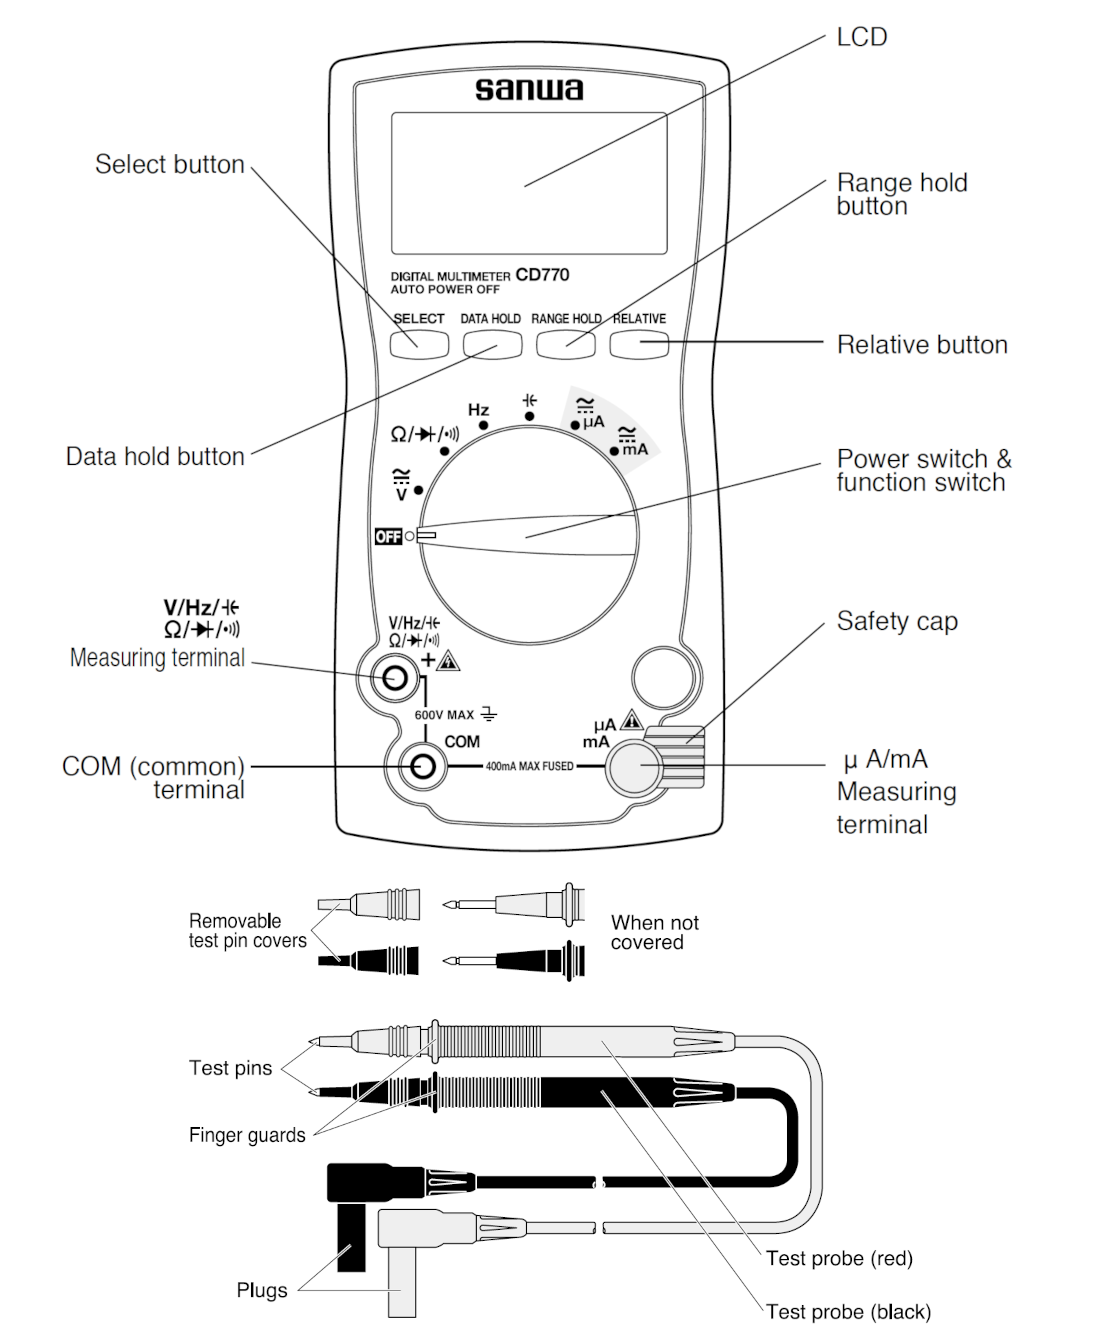 LCD
sanwa
Select button
Range hold
button
DIGITAL MULTIMETER CD770
AUTO POWER OFF
SELECT DATA HOLD RANGE HOLD RELATIVE
Relative button
Hz
μA
Ω/ /
mA
Data hold button
Power switch &
function switch
V
OFF
V/Hz/
Ω/ /
Measuring terminal
V/Hz/
Ω/ /
+
Safety cap
600V MAX
μA
mA
COM
COM (common)
terminal
400mA MAX FUSED
μ A/mA
Measuring
terminal
Removable
test pin covers
When not
covered
Test pins
Finger guards
Plugs
Test probe (red)
Test probe (black)